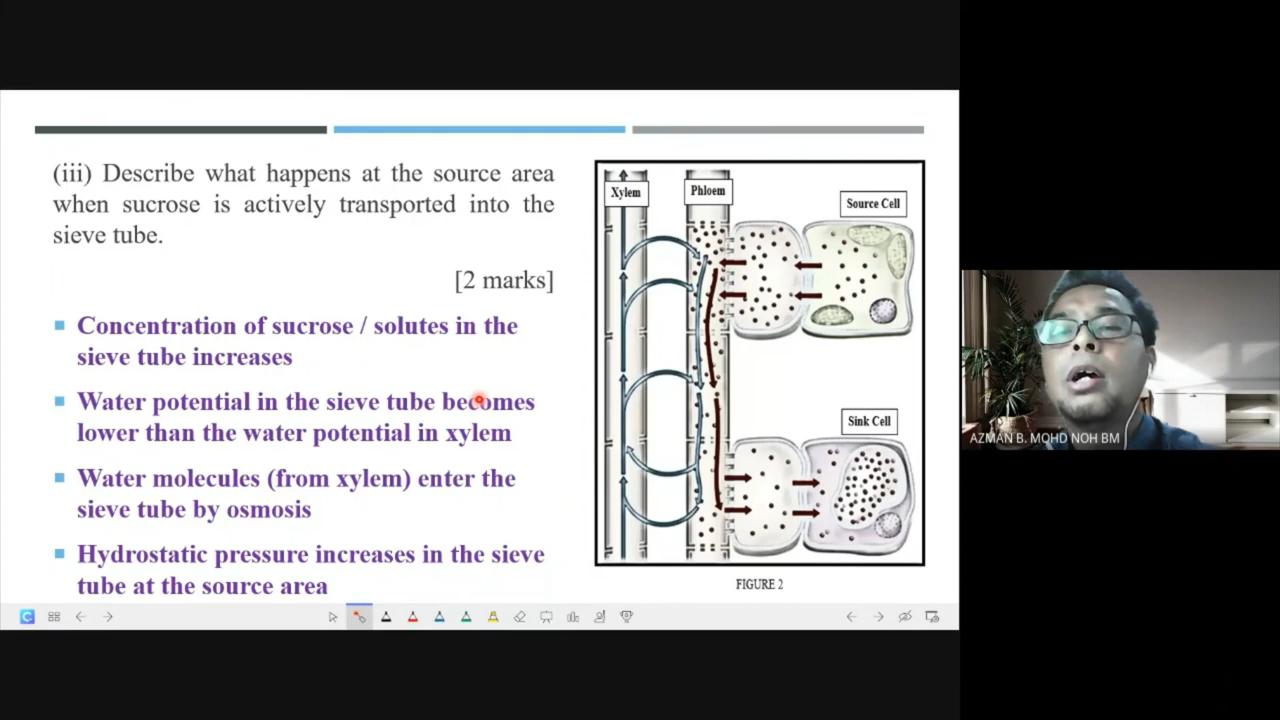 (iii) Describe what happens at the source area
when sucrose is actively transported into the
sieve tube.
[2 marks]
Concentration of sucrose / solutes in the
sieve tube increases
Water potential in the sieve tube becomes
lower than the water potential in xylem
Water molecules (from xylem) enter the
sieve tube by osmosis
Hydrostatic pressure increases in the sieve
tube at the source area
Xylem
Phloem
Source Cell
Sink Cell
FIGURE 2
AZMAN B. MOHD NOH BM